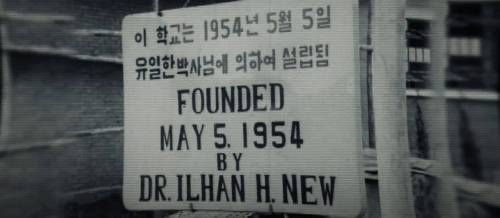 이 학교는 1954년 5월 5일
유일한박사님에 의하여 설립됨
FOUNDED
MAY 5. 1954
BY
DR. ILHAN H. NEW